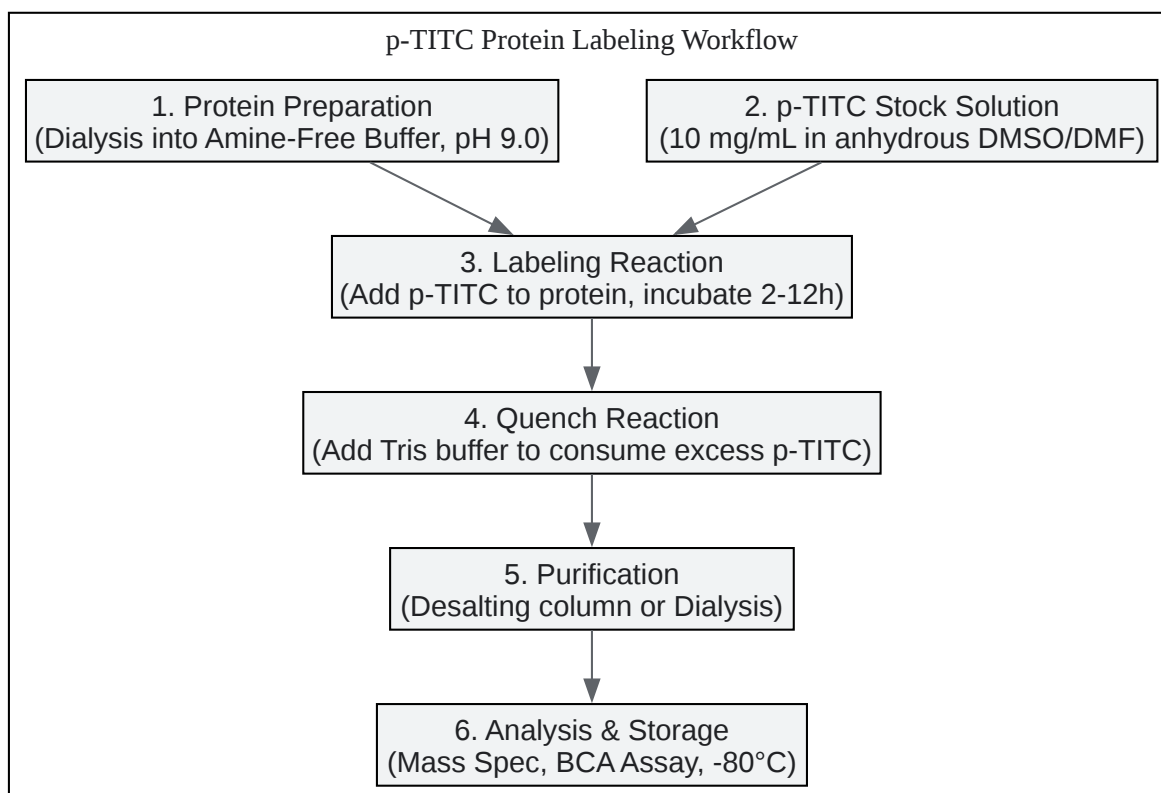 p-TITC Protein Labeling Workflow
1. Protein Preparation
(Dialysis into Amine-Free Buffer, pH 9.0)
2. p-TITC Stock Solution
(10 mg/mL in anhydrous DMSO/DMF)
3. Labeling Reaction
(Add p-TITC to protein, incubate 2-12h)
4. Quench Reaction
(Add Tris buffer to consume excess p-TITC)
5. Purification
(Desalting column or Dialysis)
6. Analysis & Storage
(Mass Spec, BCA Assay, -80°C)